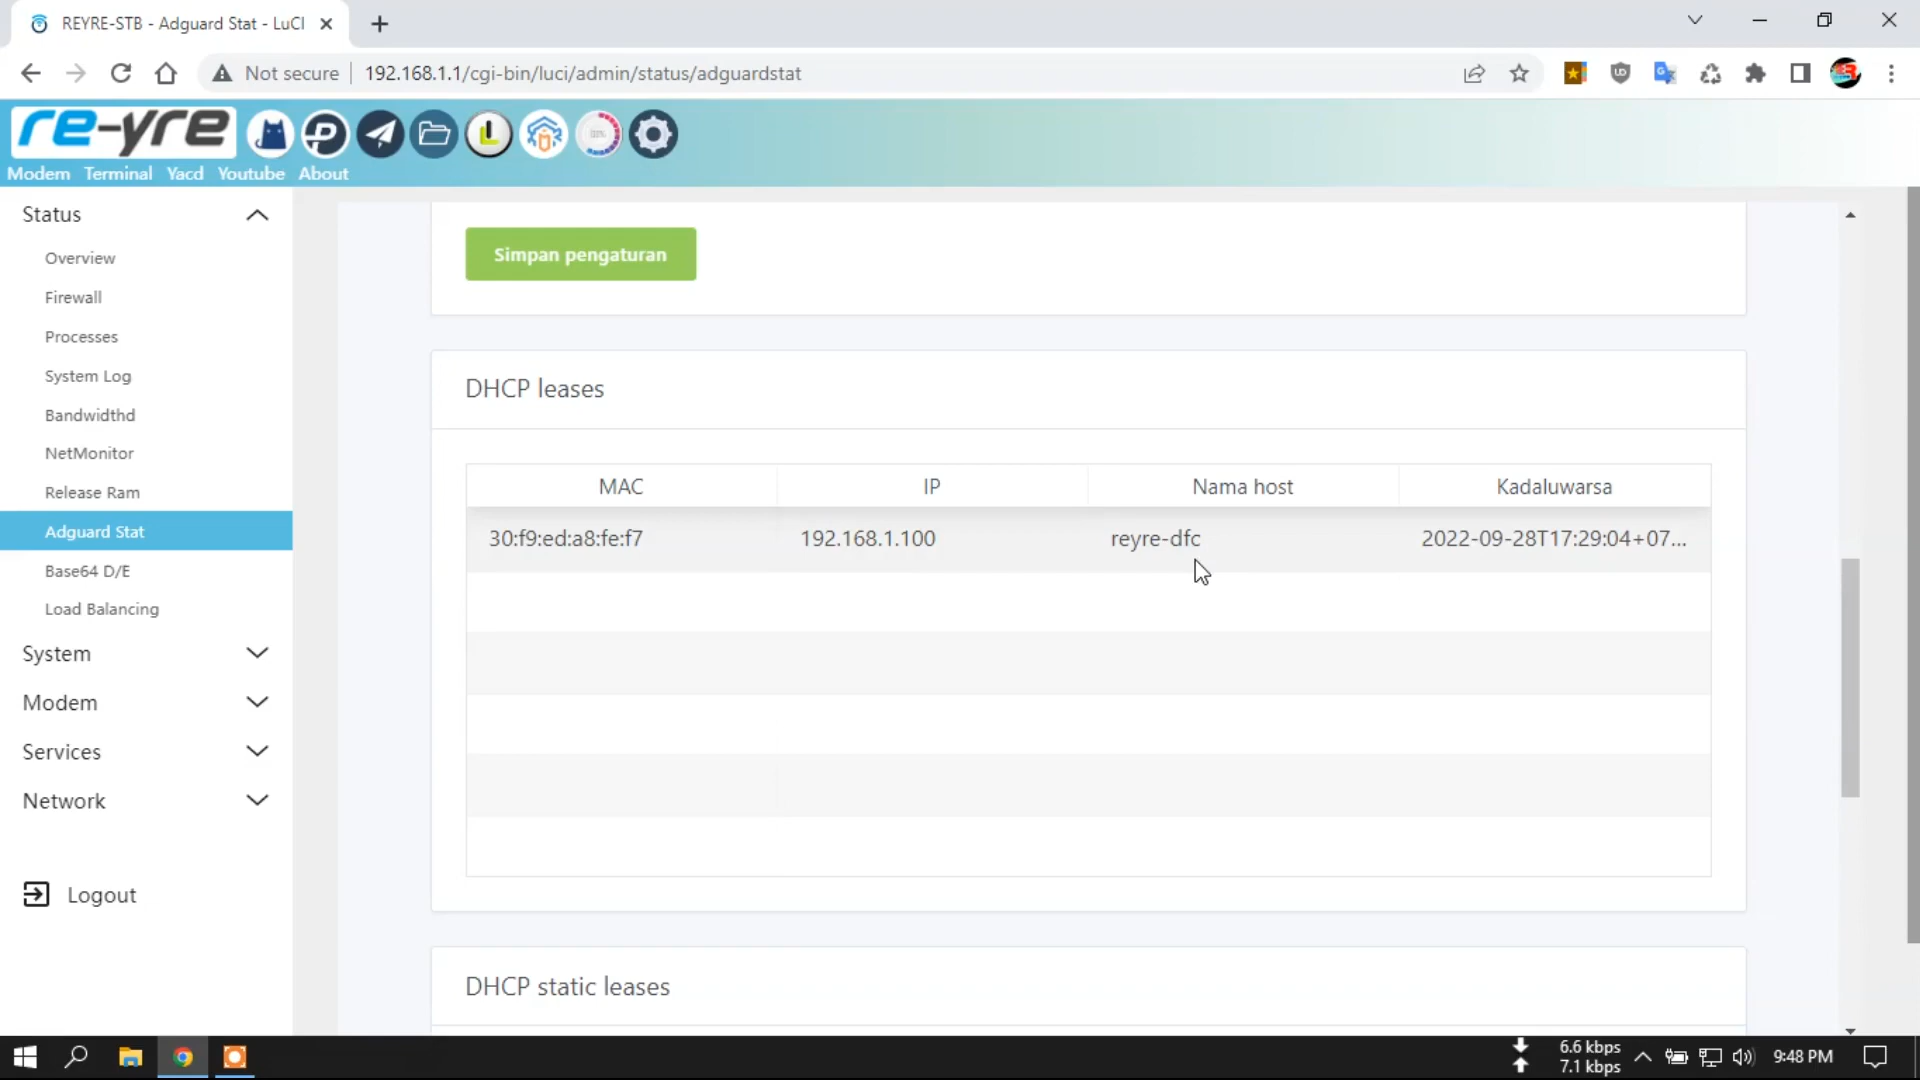 REYRE-STB - Adguard Stat - LuCI
Not secure
192.168.1.1/cgi-bin/luci/admin/status/adguardstat
re-yre
Modem Terminal Yacd Youtube About
Status
Overview
Firewall
Processes
System Log
Bandwidthd
NetMonitor
Release Ram
Adguard Stat
Base64 D/E
Load Balancing
System
Modem
Services
Network
Logout
Simpan pengaturan
DHCP leases
MAC IP Nama host Kadaluwarsa
30:f9:ed:a8:fe:f7 192.168.1.100 reyre-dfc 2022-09-28T17:29:04+07...
DHCP static leases
6.6 kbps
7.1 kbps
9:48 PM